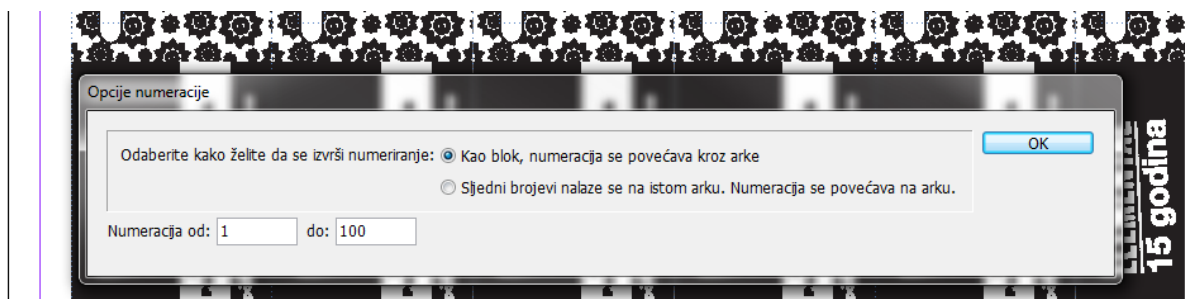 Opcije numeracije
Odaberite kako želite da se izvrši numeriranje: Kao blok, numeracija se povećava kroz arke
Sljedni brojevi nalaze se na istom arku. Numeracija se povećava na arku.
OK
Numeracija od: 1 do: 100
15 godina